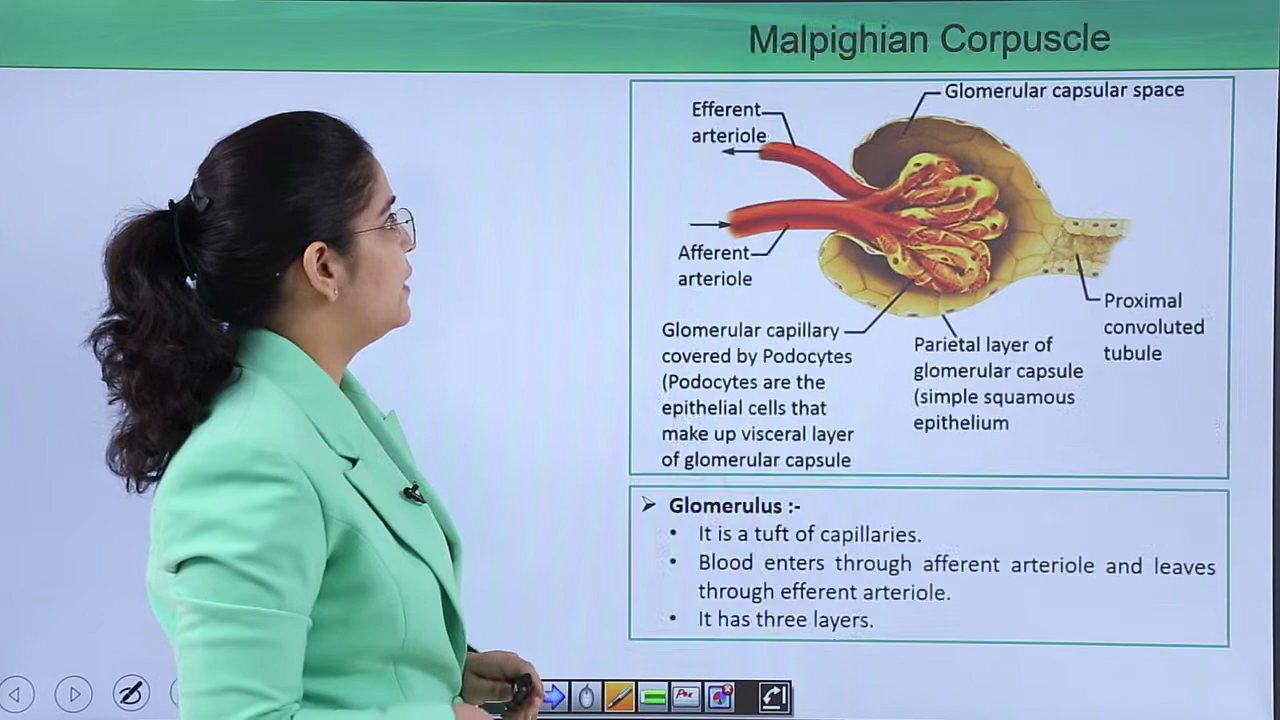 Malpighian Corpuscle
Glomerular capsular space
Efferent
arteriole
Afferent
arteriole
Proximal
convoluted
tubule
Glomerular capillary
covered by Podocytes
(Podocytes are the
epithelial cells that
make up visceral layer
of glomerular capsule
Parietal layer of
glomerular capsule
(simple squamous
epithelium
➢ Glomerulus :-
• It is a tuft of capillaries.
• Blood enters through afferent arteriole and leaves
through efferent arteriole.
• It has three layers.